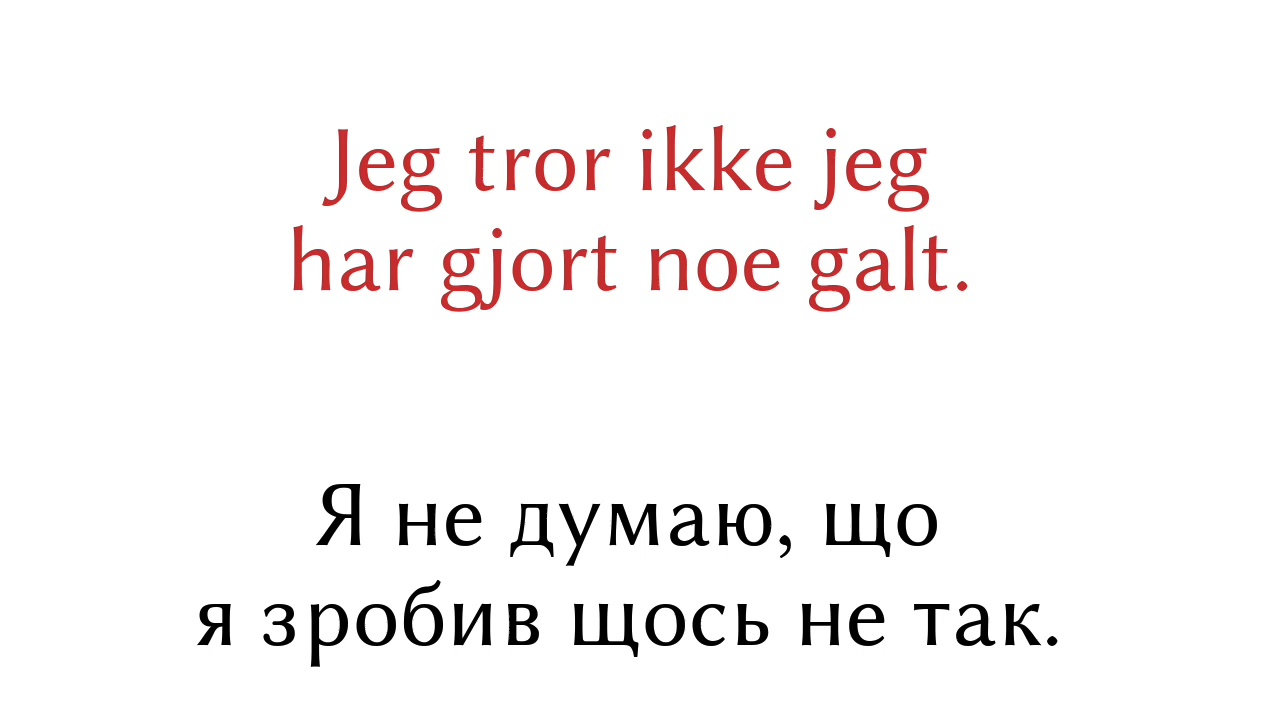 Jeg tror ikke jeg
har gjort noe galt.
Я не думаю, що
я зробив щось не так.